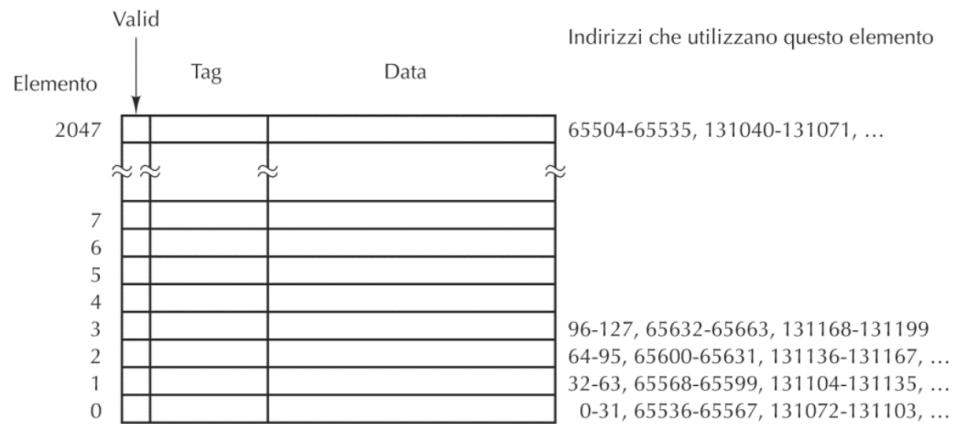 Valid
Indirizzi che utilizzano questo elemento
Elemento
Tag
Data
2047
65504-65535, 131040-131071, …
7
6
5
4
3
96-127, 65632-65663, 131168-131199
2
64-95, 65600-65631, 131136-131167, …
1
32-63, 65568-65599, 131104-131135, …
0
0-31, 65536-65567, 131072-131103, …